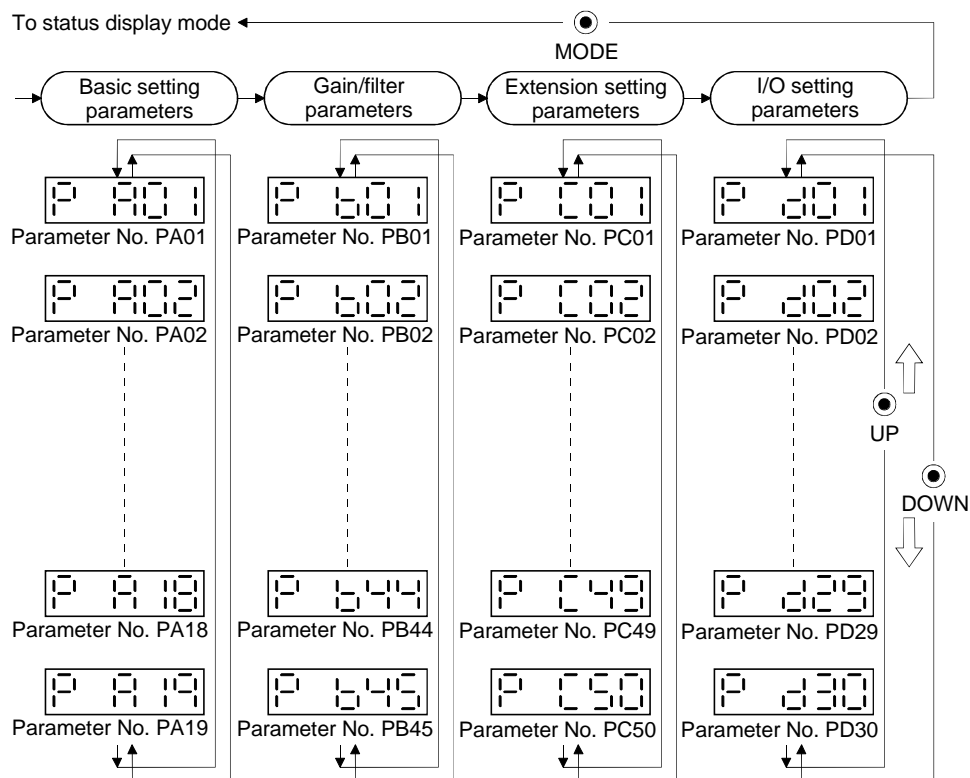 To status display mode
MODE
Basic setting parameters
Gain/filter parameters
Extension setting parameters
I/O setting parameters
P A01
P b01
P C01
P d01
Parameter No. PA01
Parameter No. PB01
Parameter No. PC01
Parameter No. PD01
P A02
P b02
P C02
P d02
Parameter No. PA02
Parameter No. PB02
Parameter No. PC02
Parameter No. PD02
UP
DOWN
P A18
P b44
P C49
P d29
Parameter No. PA18
Parameter No. PB44
Parameter No. PC49
Parameter No. PD29
P A19
P b45
P C50
P d30
Parameter No. PA19
Parameter No. PB45
Parameter No. PC50
Parameter No. PD30